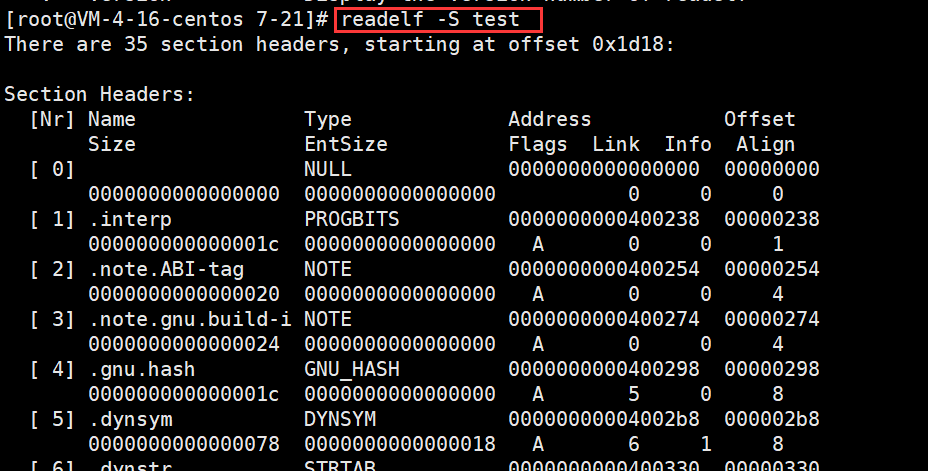 [root@VM-4-16-centos 7-21]# readelf -S test
There are 35 section headers, starting at offset 0x1d18:
Section Headers:
  [Nr] Name              Type             Address           Offset
       Size              EntSize          Flags  Link  Info  Align
  [ 0]                   NULL             0000000000000000  00000000
       0000000000000000  0000000000000000           0     0     0
  [ 1] .interp           PROGBITS         0000000000400238  00000238
       000000000000001c  0000000000000000   A       0     0     1
  [ 2] .note.ABI-tag     NOTE             0000000000400254  00000254
       0000000000000020  0000000000000000   A       0     0     4
  [ 3] .note.gnu.build-i NOTE             0000000000400274  00000274
       0000000000000024  0000000000000000   A       0     0     4
  [ 4] .gnu.hash         GNU_HASH         0000000000400298  00000298
       000000000000001c  0000000000000000   A       5     0     8
  [ 5] .dynsym           DYNSYM           00000000004002b8  000002b8
       0000000000000078  0000000000000018   A       6     1     8
  [ 6] .dynstr           STRTAB           0000000000400330  00000330